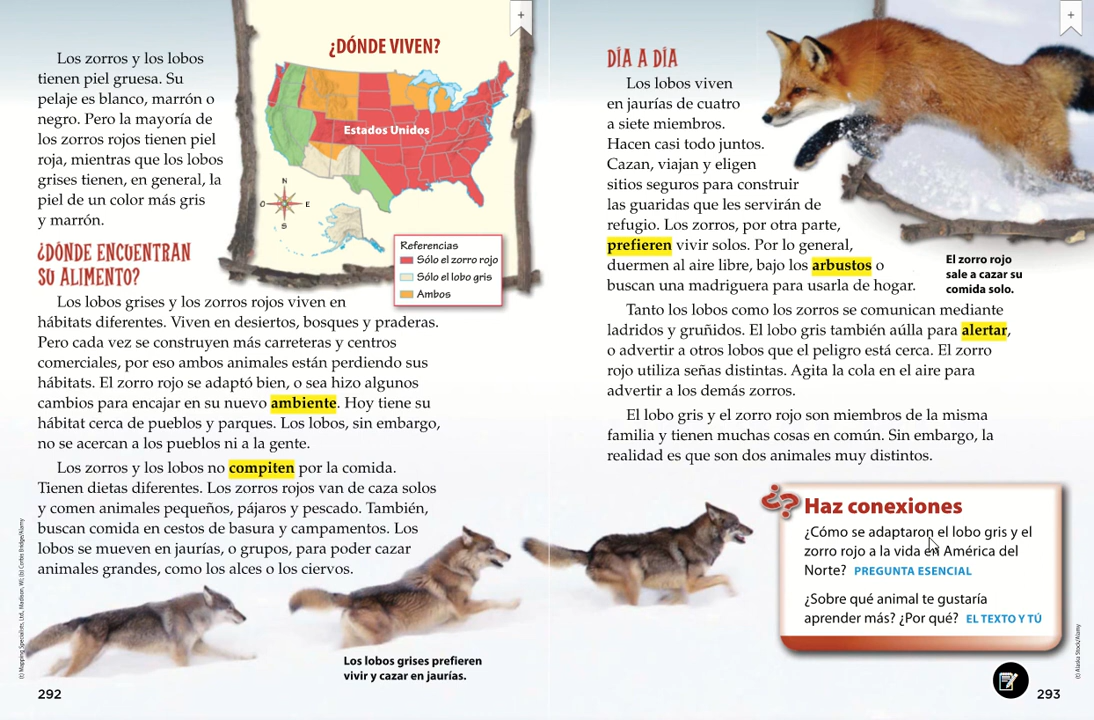 Los zorros y los lobos
tienen piel gruesa. Su
pelaje es blanco, marrón o
negro. Pero la mayoría de
los zorros rojos tienen piel
roja, mientras que los lobos
grises tienen, en general, la
piel de un color más gris
y marrón.
¿DÓNDE ENCUENTRAN
SU ALIMENTO?
¿DÓNDE VIVEN?
Estados Unidos
N
O
E
S
Referencias
Sólo el zorro rojo
Sólo el lobo gris
Ambos
Los lobos grises y los zorros rojos viven en
hábitats diferentes. Viven en desiertos, bosques y praderas.
Pero cada vez se construyen más carreteras y centros
comerciales, por eso ambos animales están perdiendo sus
hábitats. El zorro rojo se adaptó bien, o sea hizo algunos
cambios para encajar en su nuevo ambiente. Hoy tiene su
hábitat cerca de pueblos y parques. Los lobos, sin embargo,
no se acercan a los pueblos ni a la gente.
Los zorros y los lobos no compiten por la comida.
Tienen dietas diferentes. Los zorros rojos van de caza solos
y comen animales pequeños, pájaros y pescado. También,
buscan comida en cestos de basura y campamentos. Los
lobos se mueven en jaurías, o grupos, para poder cazar
animales grandes, como los alces o los ciervos.
Los lobos grises prefieren
vivir y cazar en jaurías.
(t) Mapping Specialists, Ltd., Madison, WI; (b) Corbis Bridge/Alamy
292
DÍA A DÍA
Los lobos viven
en jaurías de cuatro
a siete miembros.
Hacen casi todo juntos.
Cazan, viajan y eligen
sitios seguros para construir
las guaridas que les servirán de
refugio. Los zorros, por otra parte,
prefieren vivir solos. Por lo general,
duermen al aire libre, bajo los arbustos o
buscan una madriguera para usarla de hogar.
El zorro rojo
sale a cazar su
comida solo.
Tanto los lobos como los zorros se comunican mediante
ladridos y gruñidos. El lobo gris también aúlla para alertar,
o advertir a otros lobos que el peligro está cerca. El zorro
rojo utiliza señas distintas. Agita la cola en el aire para
advertir a los demás zorros.
El lobo gris y el zorro rojo son miembros de la misma
familia y tienen muchas cosas en común. Sin embargo, la
realidad es que son dos animales muy distintos.
¿?
Haz conexiones
¿Cómo se adaptaron el lobo gris y el
zorro rojo a la vida en América del
Norte? PREGUNTA ESENCIAL
¿Sobre qué animal te gustaría
aprender más? ¿Por qué? EL TEXTO Y TÚ
(t) Alaska Stock/Alamy
293